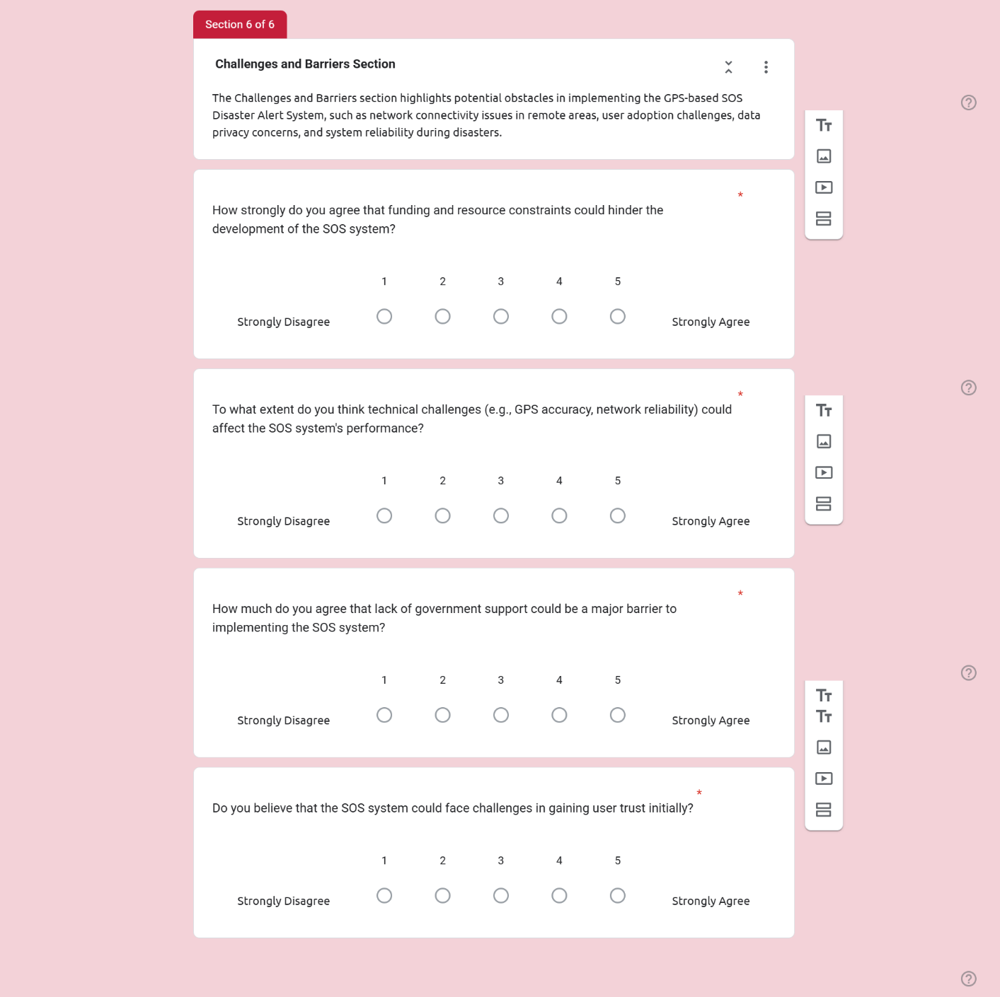 Section 6 of 6
Challenges and Barriers Section
The Challenges and Barriers section highlights potential obstacles in implementing the GPS-based SOS
Disaster Alert System, such as network connectivity issues in remote areas, user adoption challenges, data
privacy concerns, and system reliability during disasters.
*
How strongly do you agree that funding and resource constraints could hinder the
development of the SOS system?
1 2 3 4 5
Strongly Disagree Strongly Agree
*
To what extent do you think technical challenges (e.g., GPS accuracy, network reliability) could
affect the SOS system's performance?
1 2 3 4 5
Strongly Disagree Strongly Agree
*
How much do you agree that lack of government support could be a major barrier to
implementing the SOS system?
1 2 3 4 5
Strongly Disagree Strongly Agree
*
Do you believe that the SOS system could face challenges in gaining user trust initially?
1 2 3 4 5
Strongly Disagree Strongly Agree